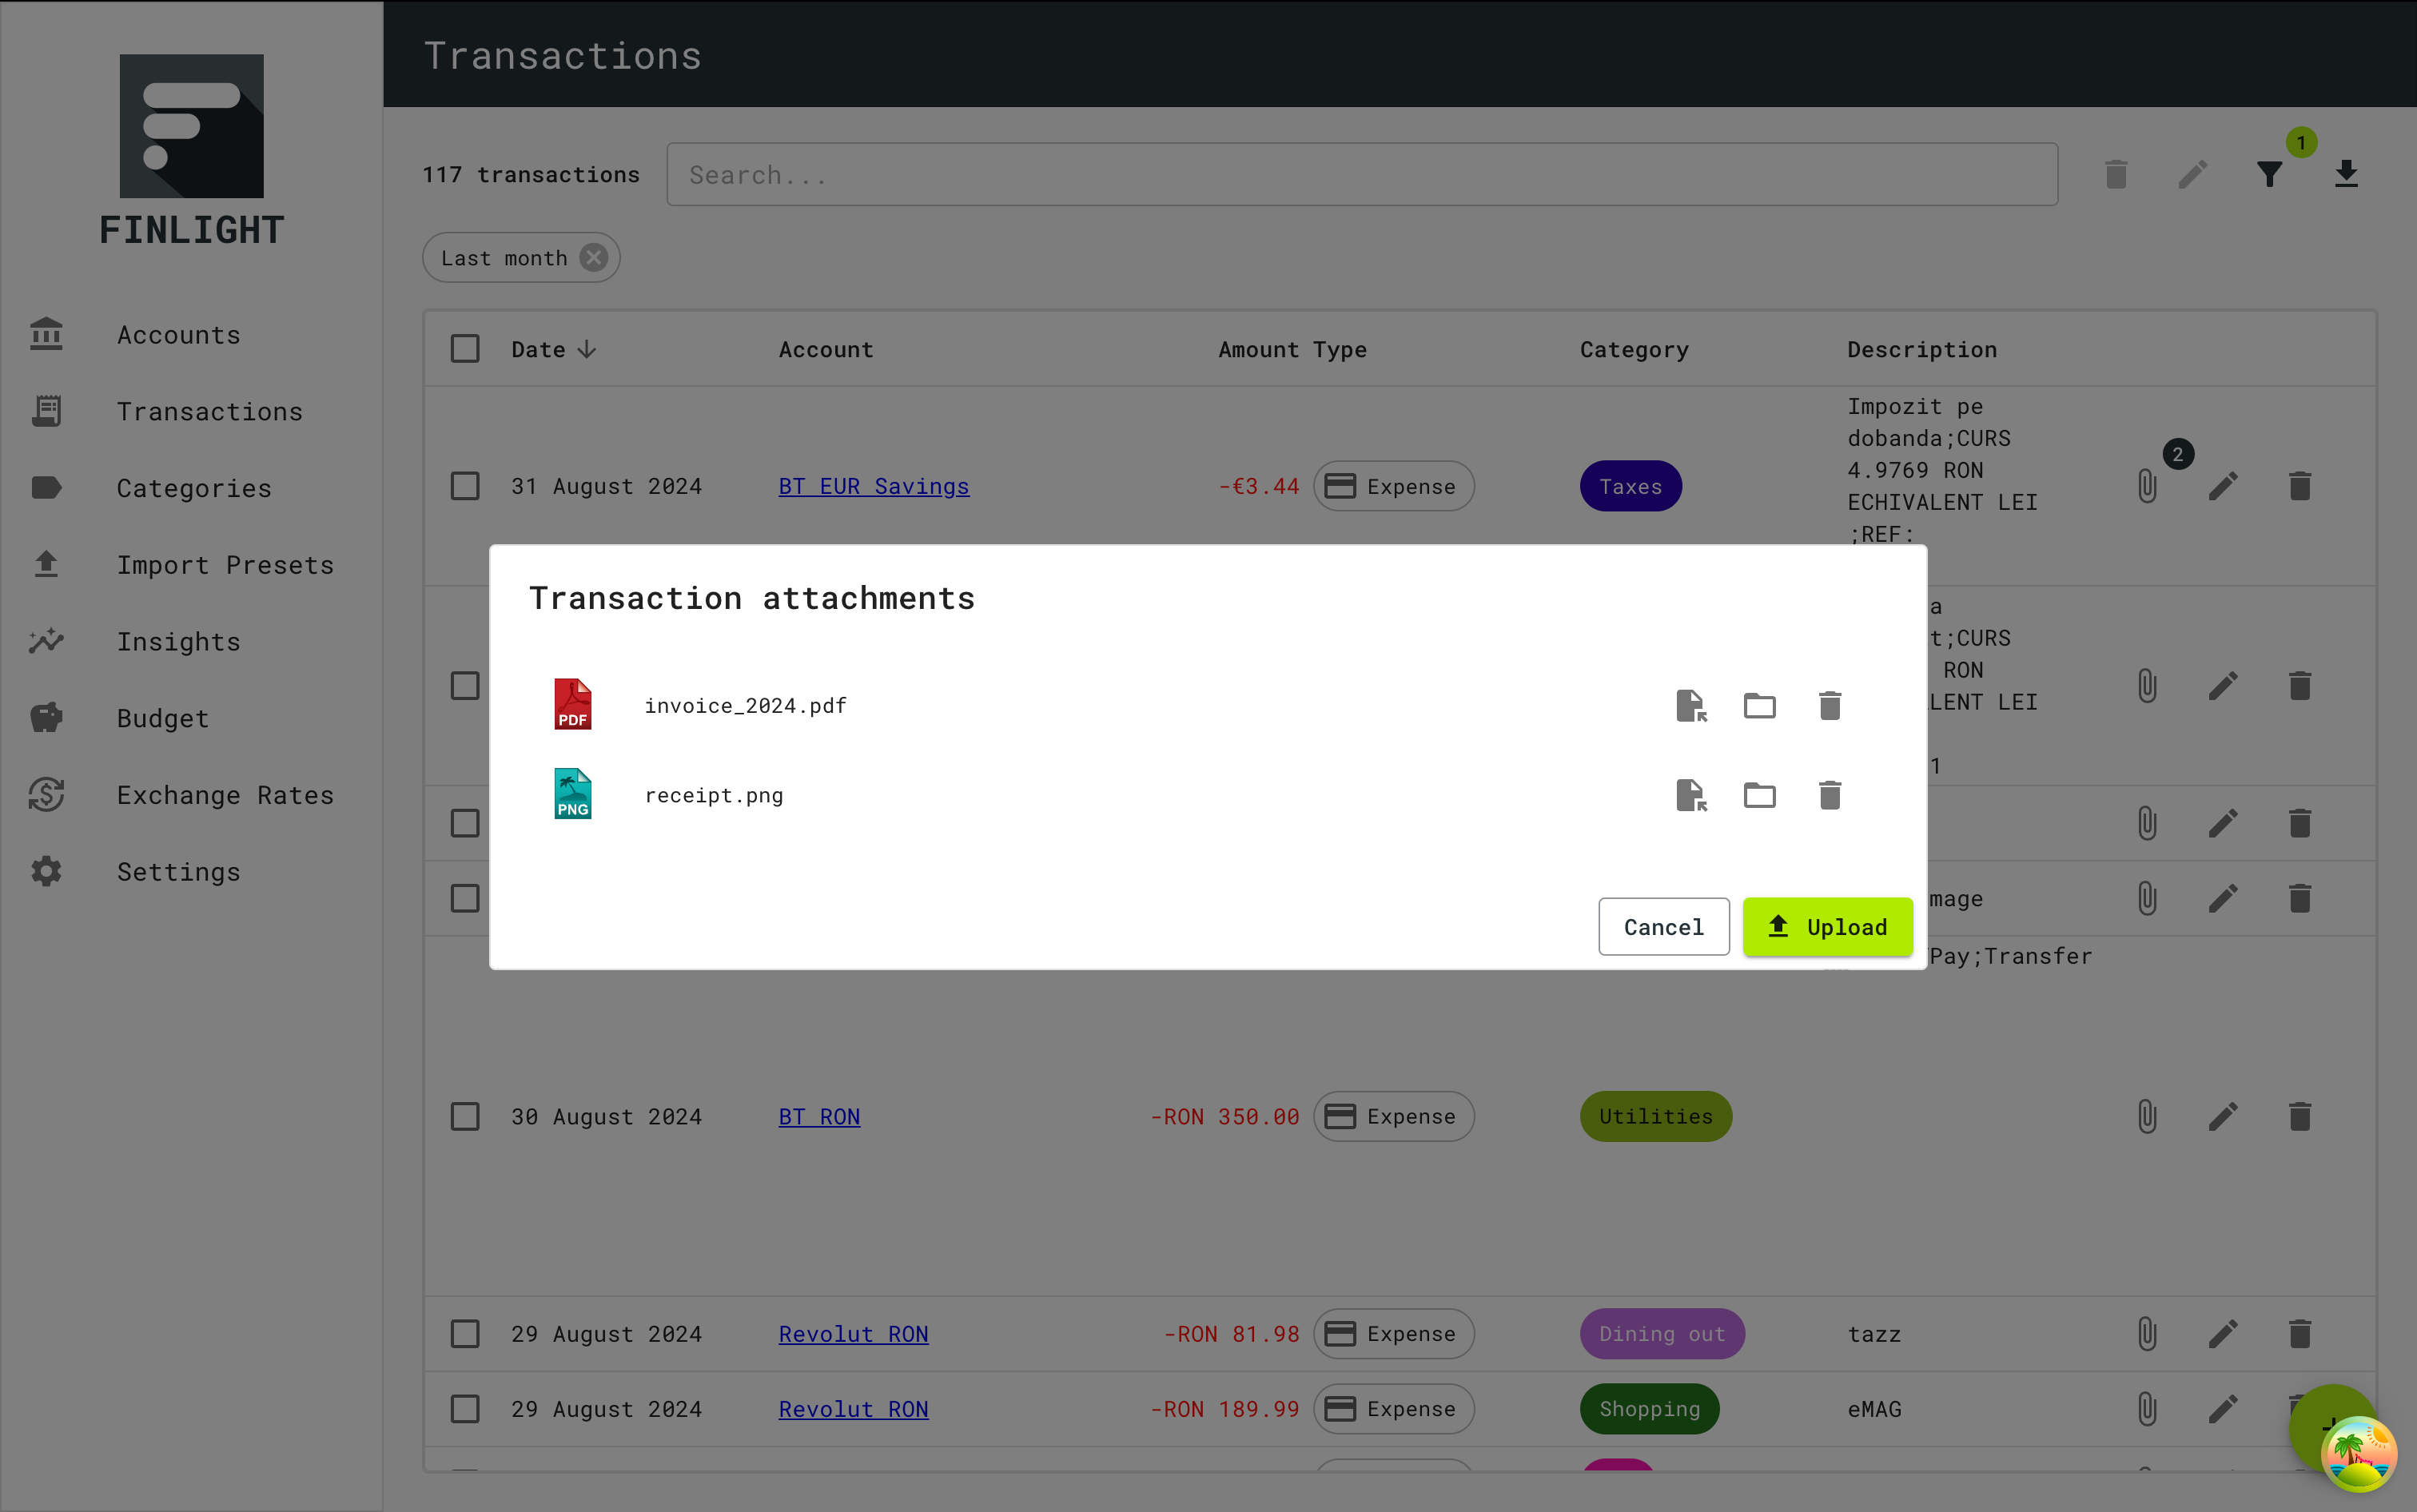 FINLIGHT
Accounts
Transactions
Categories
Import Presets
Insights
Budget
Exchange Rates
Settings
Transactions
117 transactions
Search...
1
Last month
Date Account Amount Type Category Description
31 August 2024 BT EUR Savings -€3.44 Expense Taxes
Impozit pe
dobanda;CURS
4.9769 RON
ECHIVALENT LEI
;REF:
2
a
t;CURS
RON
LENT LEI
1
mage
Pay;Transfer
Transaction attachments
PDF invoice_2024.pdf
PNG receipt.png
Cancel Upload
30 August 2024 BT RON -RON 350.00 Expense Utilities
29 August 2024 Revolut RON -RON 81.98 Expense Dining out tazz
29 August 2024 Revolut RON -RON 189.99 Expense Shopping eMAG